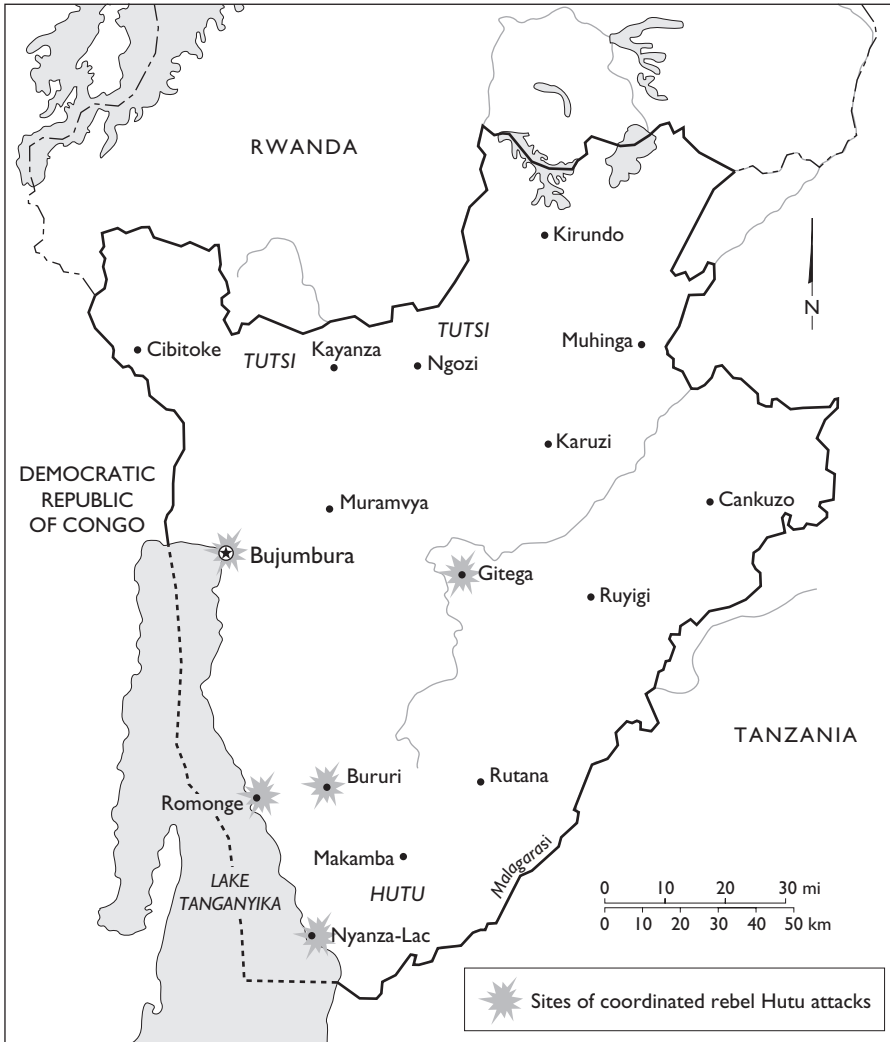 RWANDA
Kirundo
N
TUTSI
Cibitoke
TUTSI
Kayanza
Ngozi
Muhinga
Karuzi
DEMOCRATIC
REPUBLIC
OF CONGO
Muramvya
Cankuzo
Bujumbura
Gitega
Ruyigi
TANZANIA
Bururi
Rutana
Romonge
Makamba
Malagarasi
LAKE
TANGANYIKA
HUTU
0 10 20 30 mi
0 10 20 30 40 50 km
Nyanza-Lac
Sites of coordinated rebel Hutu attacks